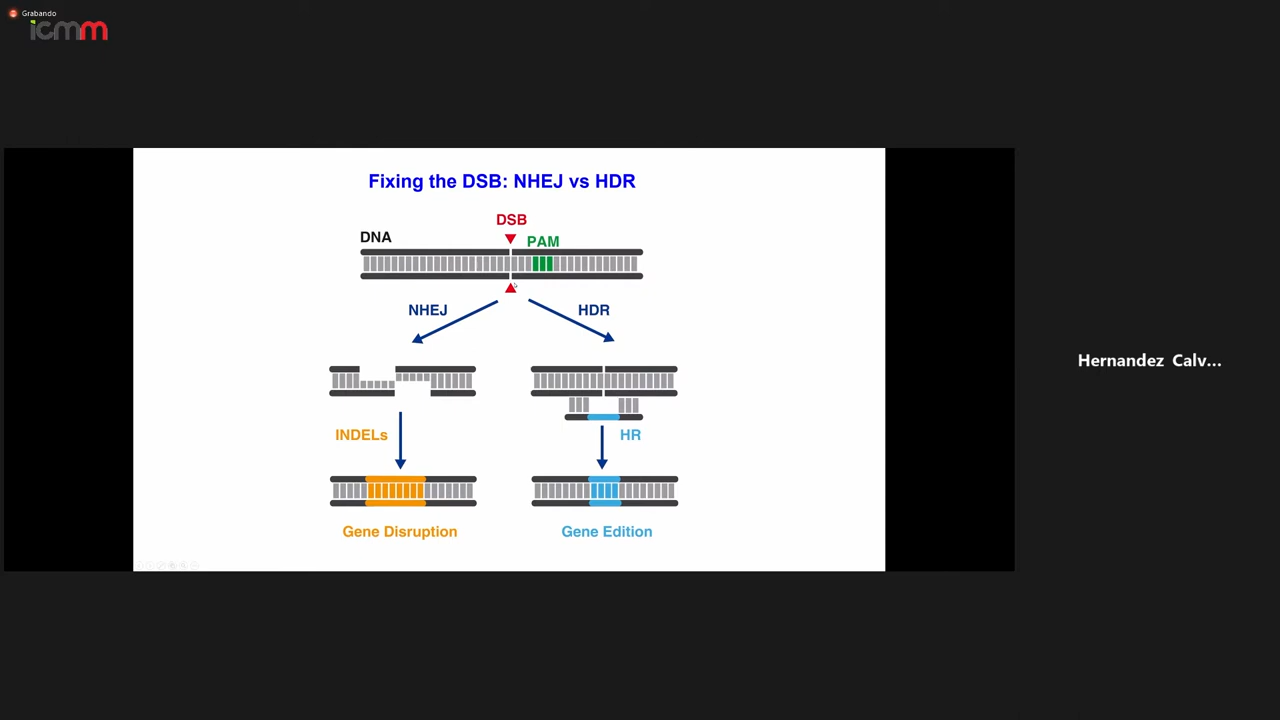 Grabando
icmm
Fixing the DSB: NHEJ vs HDR
DSB
DNA
PAM
NHEJ
HDR
INDELs
HR
Gene Disruption
Gene Edition
Hernandez Calv...